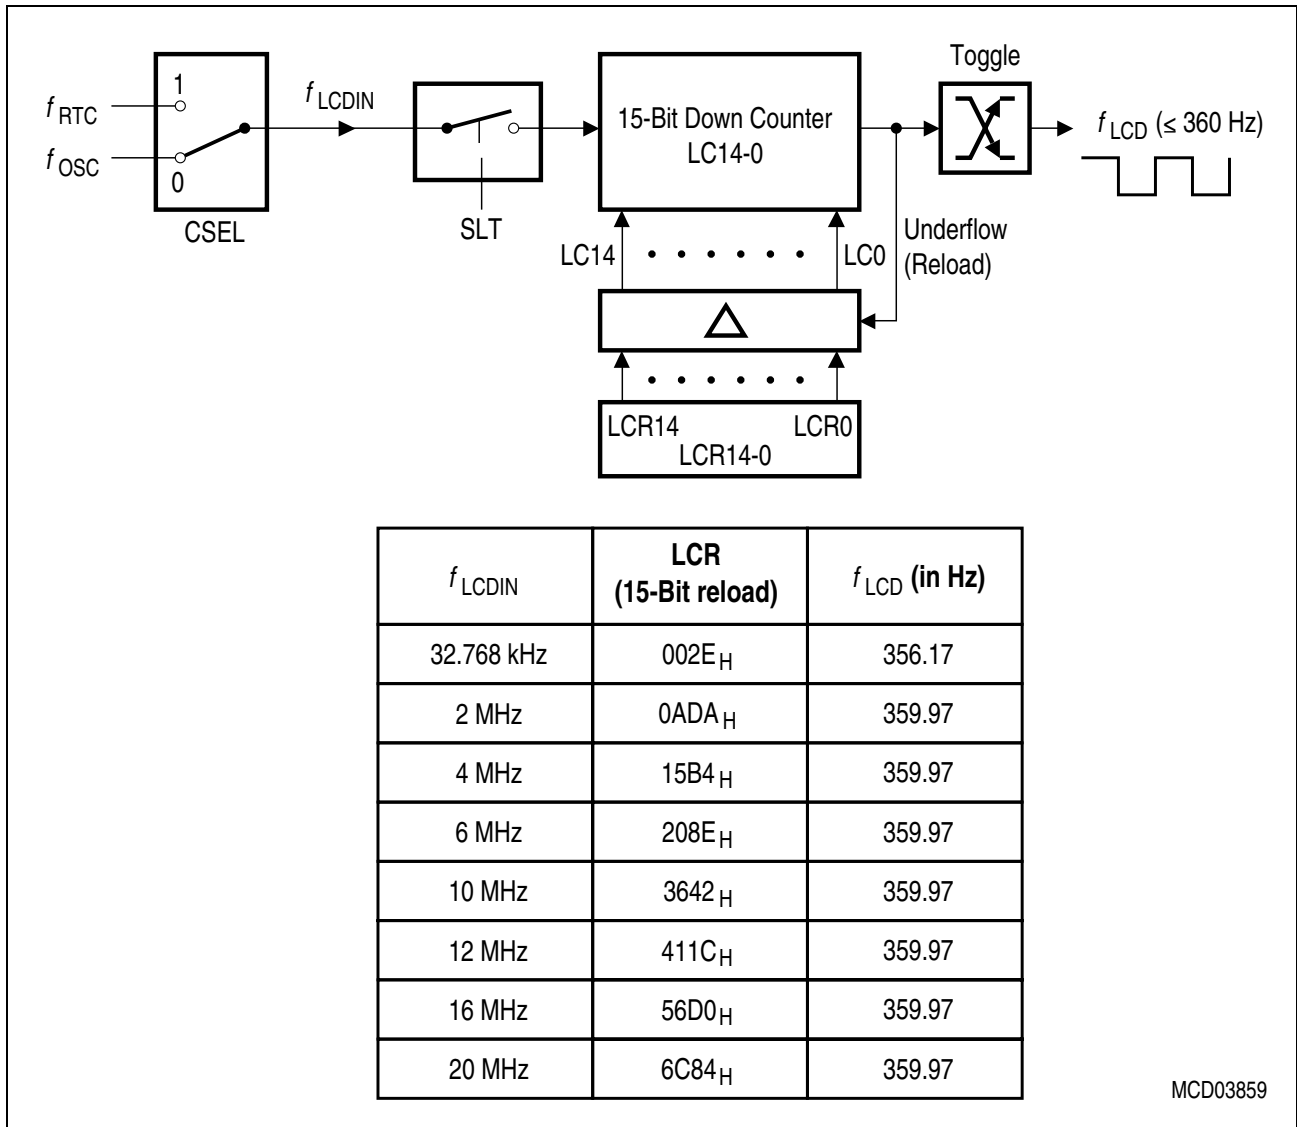 Toggle
1
f RTC
f LCDIN
15-Bit Down Counter
LC14-0
f LCD (≤ 360 Hz)
f OSC
0
CSEL
SLT
LC14
LC0
Underflow
(Reload)
LCR14
LCR0
LCR14-0
f LCDIN
LCR
(15-Bit reload)
f LCD (in Hz)
32.768 kHz 002E H 356.17
2 MHz 0ADA H 359.97
4 MHz 15B4 H 359.97
6 MHz 208E H 359.97
10 MHz 3642 H 359.97
12 MHz 411C H 359.97
16 MHz 56D0 H 359.97
20 MHz 6C84 H 359.97
MCD03859